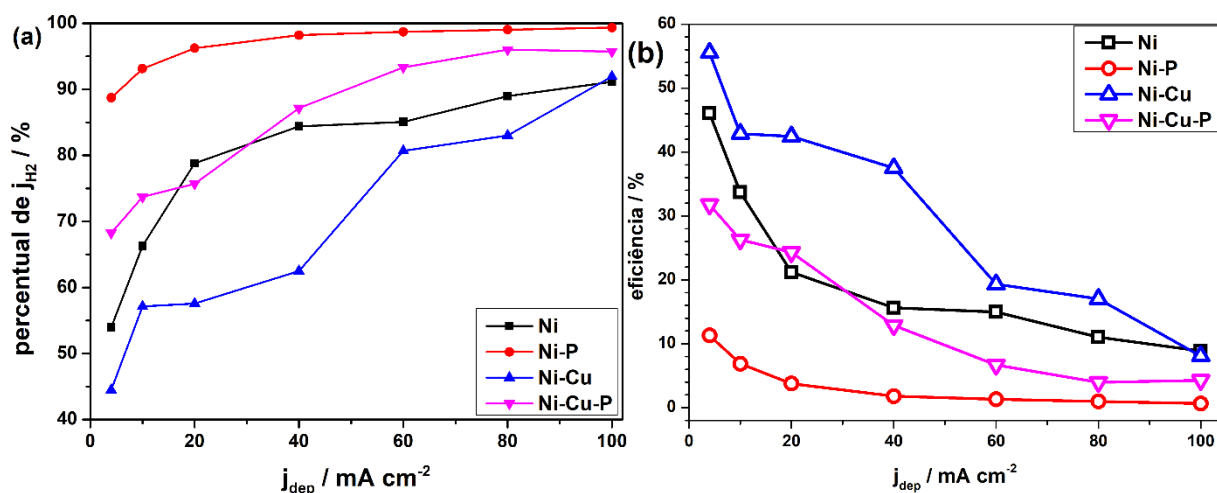 (a)
percentual de j_H2 / %
100
90
80
70
60
50
40
0 20 40 60 80 100
j_dep / mA cm⁻²
Ni
Ni-P
Ni-Cu
Ni-Cu-P
(b)
eficiência / %
60
50
40
30
20
10
0
0 20 40 60 80 100
j_dep / mA cm⁻²
Ni
Ni-P
Ni-Cu
Ni-Cu-P